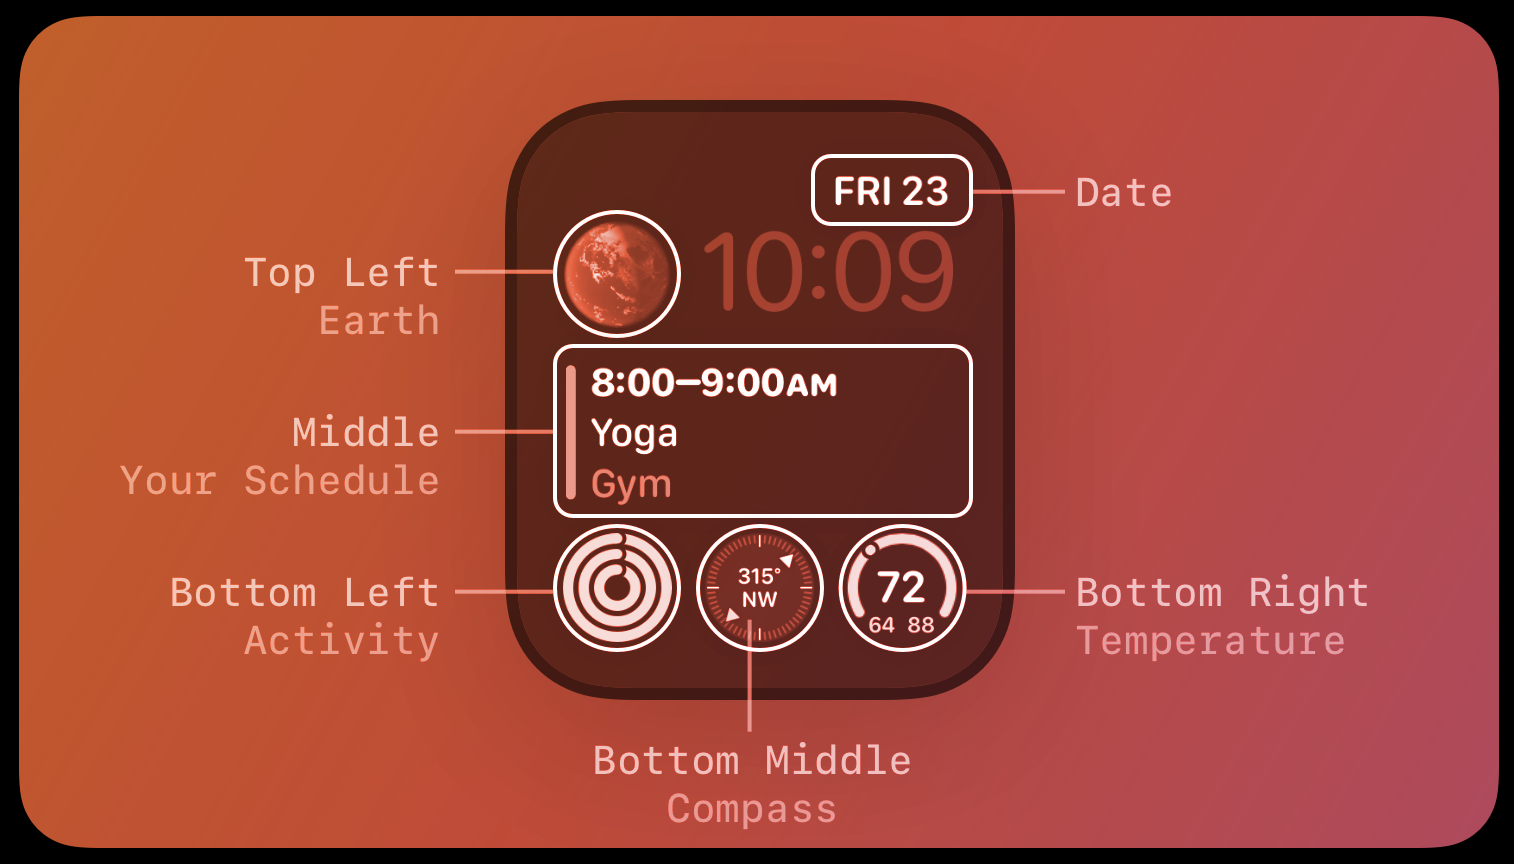 FRI 23
Date
10:09
Top Left
Earth
8:00–9:00AM
Yoga
Gym
Middle
Your Schedule
Bottom Left
Activity
315°
NW
72
64 88
Bottom Right
Temperature
Bottom Middle
Compass